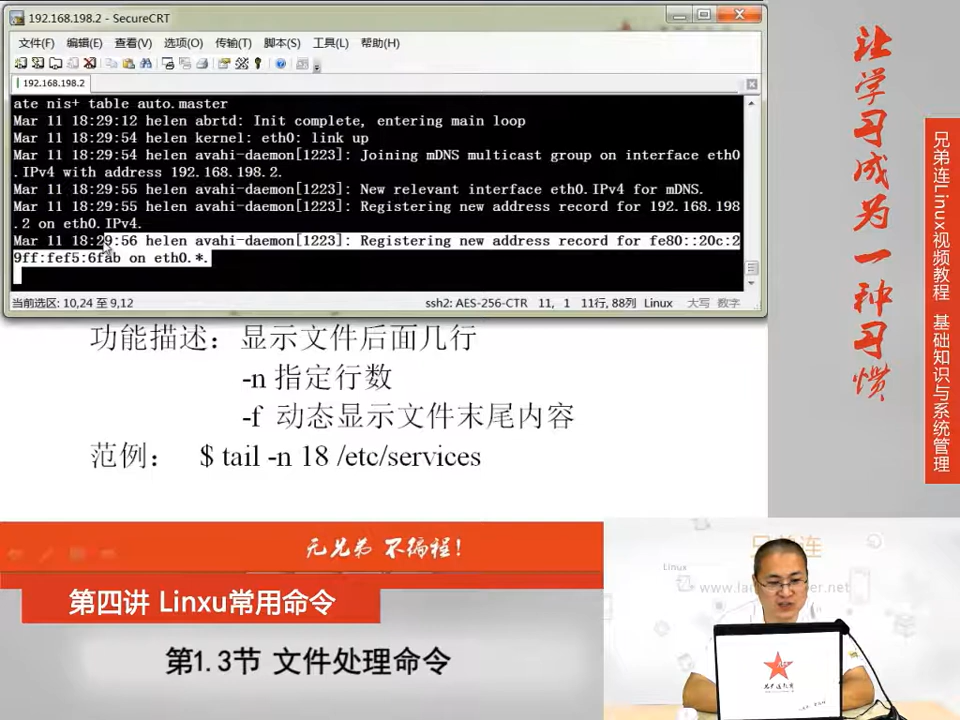 192.168.198.2 - SecureCRT
文件(F) 编辑(E) 查看(V) 选项(O) 传输(T) 脚本(S) 工具(L) 帮助(H)
192.168.198.2
ate nis+ table auto.master
Mar 11 18:29:12 helen abrtd: Init complete, entering main loop
Mar 11 18:29:54 helen kernel: eth0: link up
Mar 11 18:29:54 helen avahi-daemon[1223]: Joining mDNS multicast group on interface eth0
.IPv4 with address 192.168.198.2.
Mar 11 18:29:55 helen avahi-daemon[1223]: New relevant interface eth0.IPv4 for mDNS.
Mar 11 18:29:55 helen avahi-daemon[1223]: Registering new address record for 192.168.198
.2 on eth0.IPv4.
Mar 11 18:29:56 helen avahi-daemon[1223]: Registering new address record for fe80::20c:2
9ff:fef5:6fab on eth0.*.
当前选区: 10,24 至 9,12 ssh2: AES-256-CTR 11, 1 11行, 88列 Linux 大写 数字
功能描述：显示文件后面几行
-n 指定行数
-f 动态显示文件末尾内容
范例： $ tail -n 18 /etc/services
让学习成为一种习惯
兄弟连Linux视频教程 基础知识与系统管理
无兄弟 不编程！
第四讲 Linxu常用命令
第1.3节 文件处理命令
Linux